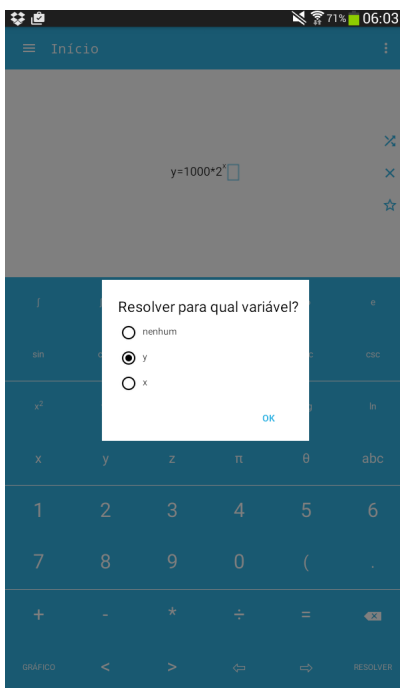 71% 06:03
Início
y=1000*2^x
Resolver para qual variável?
nenhum
y
x
OK
∫ e
sin csc
x² ln
x y z π θ abc
1 2 3 4 5 6
7 8 9 0 ( .
+ - * ÷ =
GRÁFICO < > ⇦ ⇨ RESOLVER